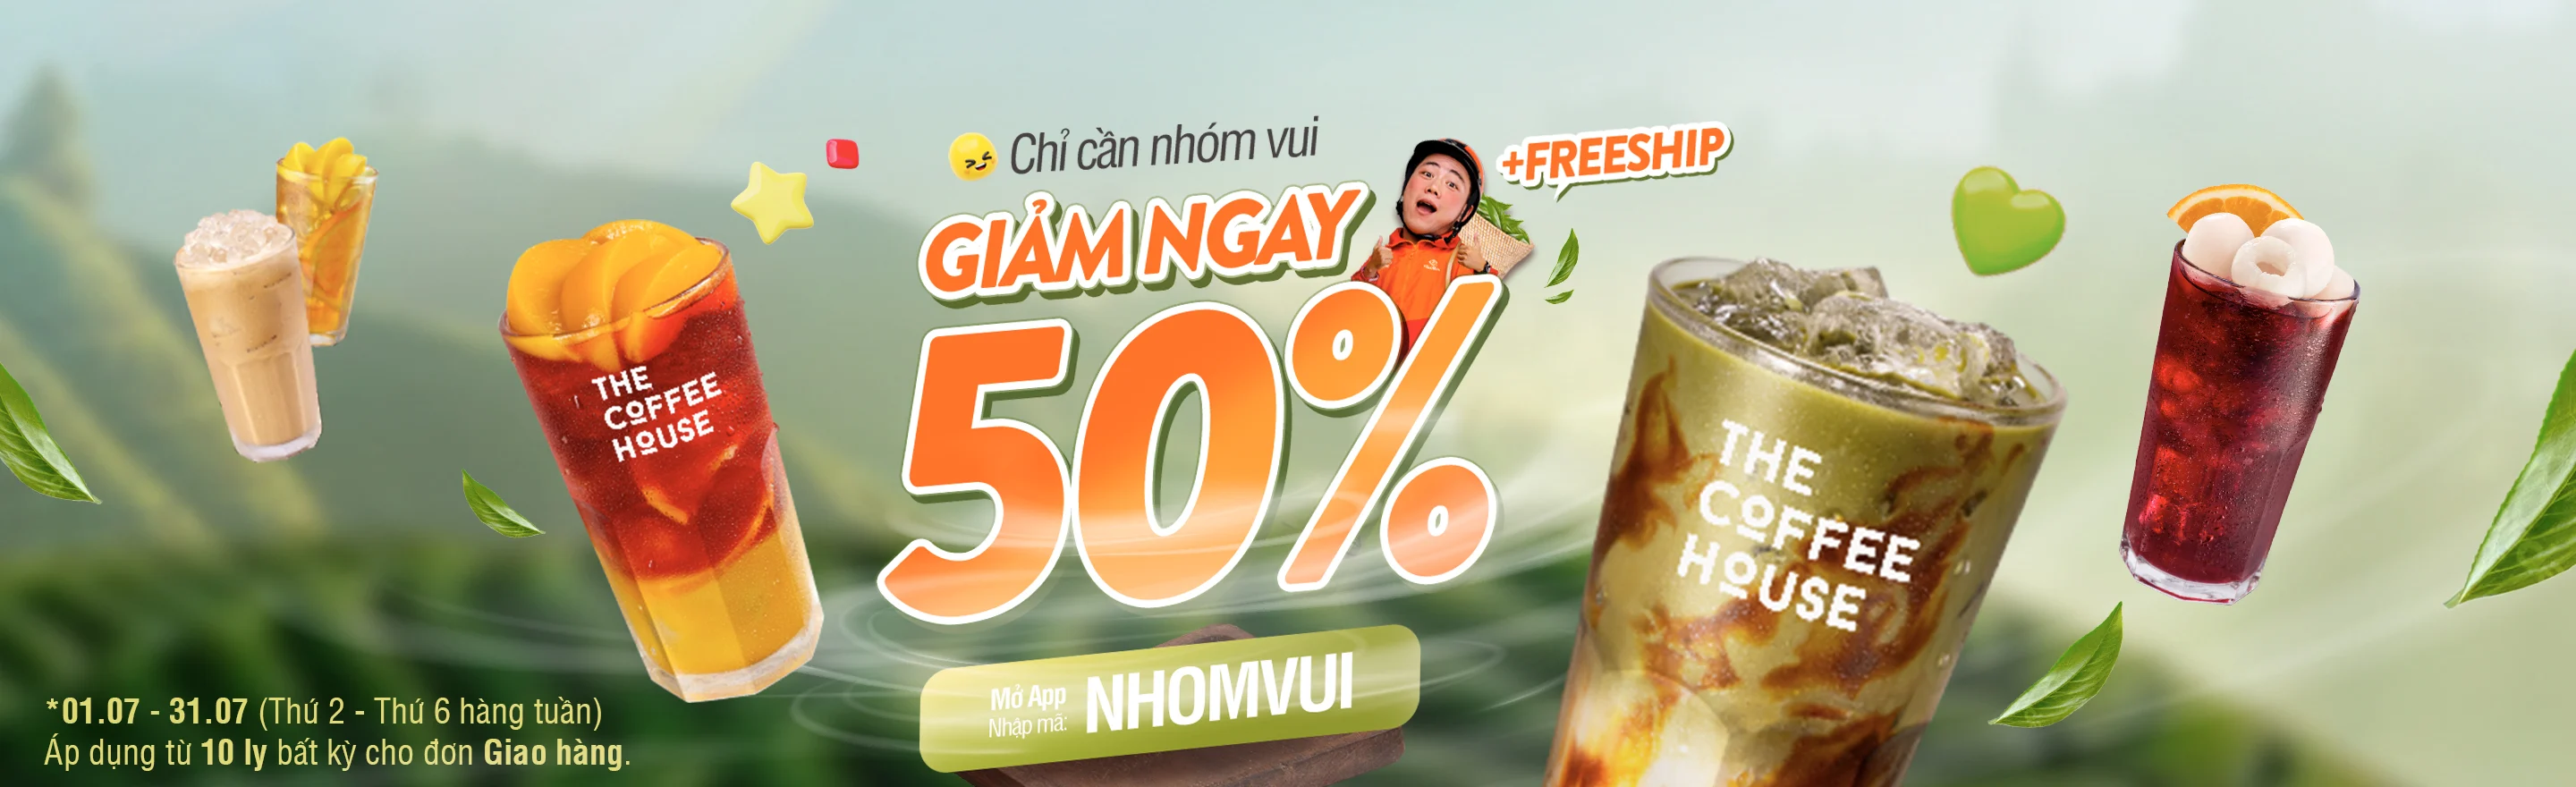 Chỉ cần nhóm vui
GIẢM NGAY
50%
+FREESHIP
THE
COFFEE
HOUSE
THE
COFFEE
HOUSE
Mở App
Nhập mã:
NHOMVUI
*01.07 - 31.07 (Thứ 2 - Thứ 6 hàng tuần)
Áp dụng từ 10 ly bất kỳ cho đơn Giao hàng.